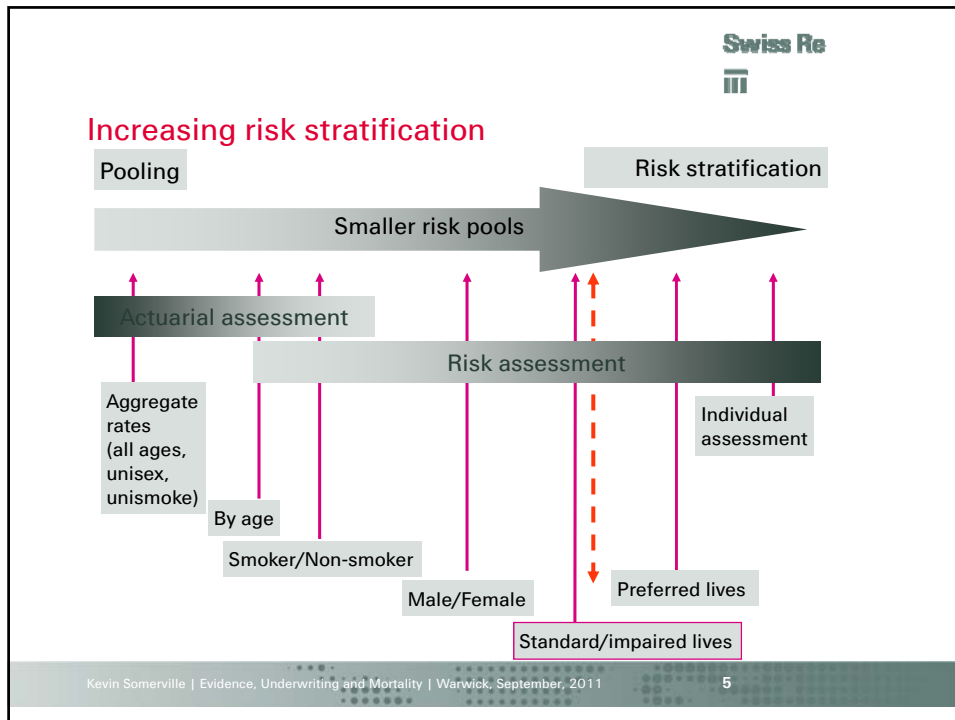 Swiss Re
Increasing risk stratification
Pooling
Risk stratification
Smaller risk pools
Actuarial assessment
Risk assessment
Aggregate
rates
(all ages,
unisex,
unismoke)
Individual
assessment
By age
Smoker/Non-smoker
Male/Female
Preferred lives
Standard/impaired lives
Kevin Somerville | Evidence, Underwriting and Mortality | Warwick, September, 2011
5